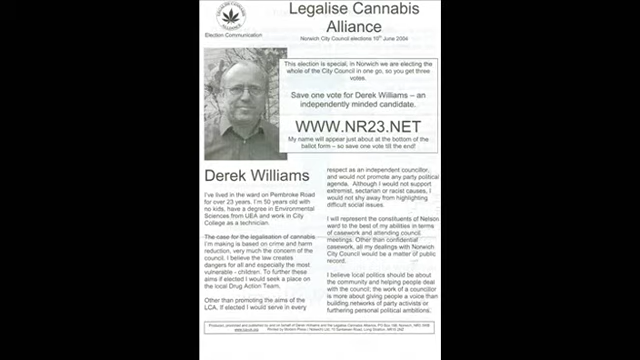 LEGALISE CANNABIS
ALLIANCE
Election Communication
Legalise Cannabis
Alliance
Norwich City Council elections 10th June 2004
This election is special, in Norwich we are electing the
whole of the City Council in one go, so you get three
votes.
Save one vote for Derek Williams – an
independently minded candidate.
WWW.NR23.NET
My name will appear just about at the bottom of the
ballot form – so save one vote till the end!
Derek Williams
I've lived in the ward on Pembroke Road
for over 23 years. I'm 50 years old with
no kids, have a degree in Environmental
Sciences from UEA and work in City
College as a technician.
The case for the legalisation of cannabis
I'm making is based on crime and harm
reduction, very much the concern of the
council. I believe the law creates
dangers for all and especially the most
vulnerable - children. To further these
aims if elected I would seek a place on
the local Drug Action Team.
Other than promoting the aims of the
LCA. If elected I would serve in every
respect as an independent councillor,
and would not promote any party political
agenda. Although I would not support
extremist, sectarian or racist causes, I
would not shy away from highlighting
difficult social issues.
I will represent the constituents of Nelson
ward to the best of my abilities in terms
of casework and attending council
meetings. Other than confidential
casework, all my dealings with Norwich
City Council would be a matter of public
record.
I believe local politics should be about
the community and helping people deal
with the council; the work of a councillor
is more about giving people a voice than
building networks of party activists or
furthering personal political ambitions.